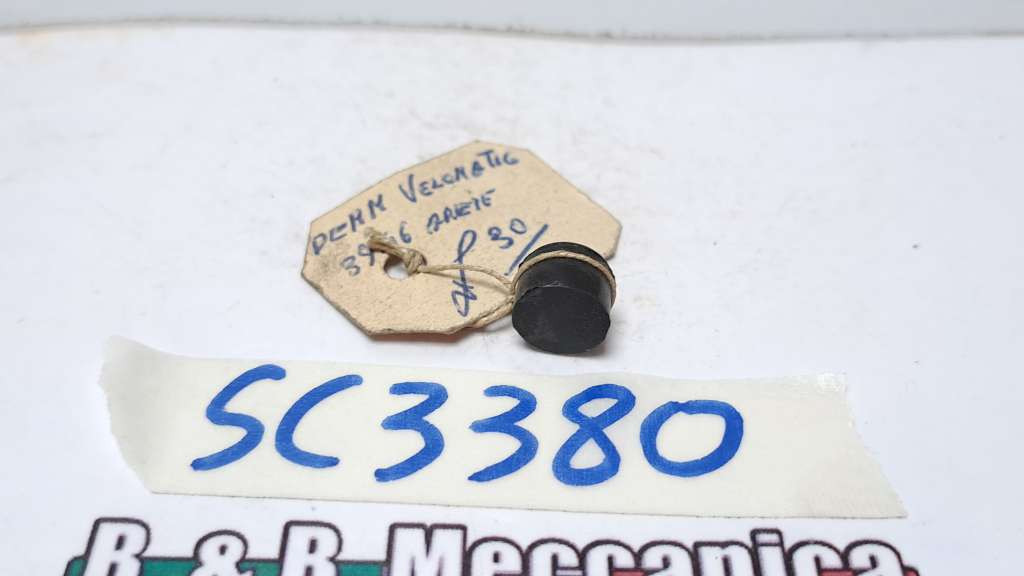 DEMM VELOMATIC
30
SC3380
R & R Meccanica